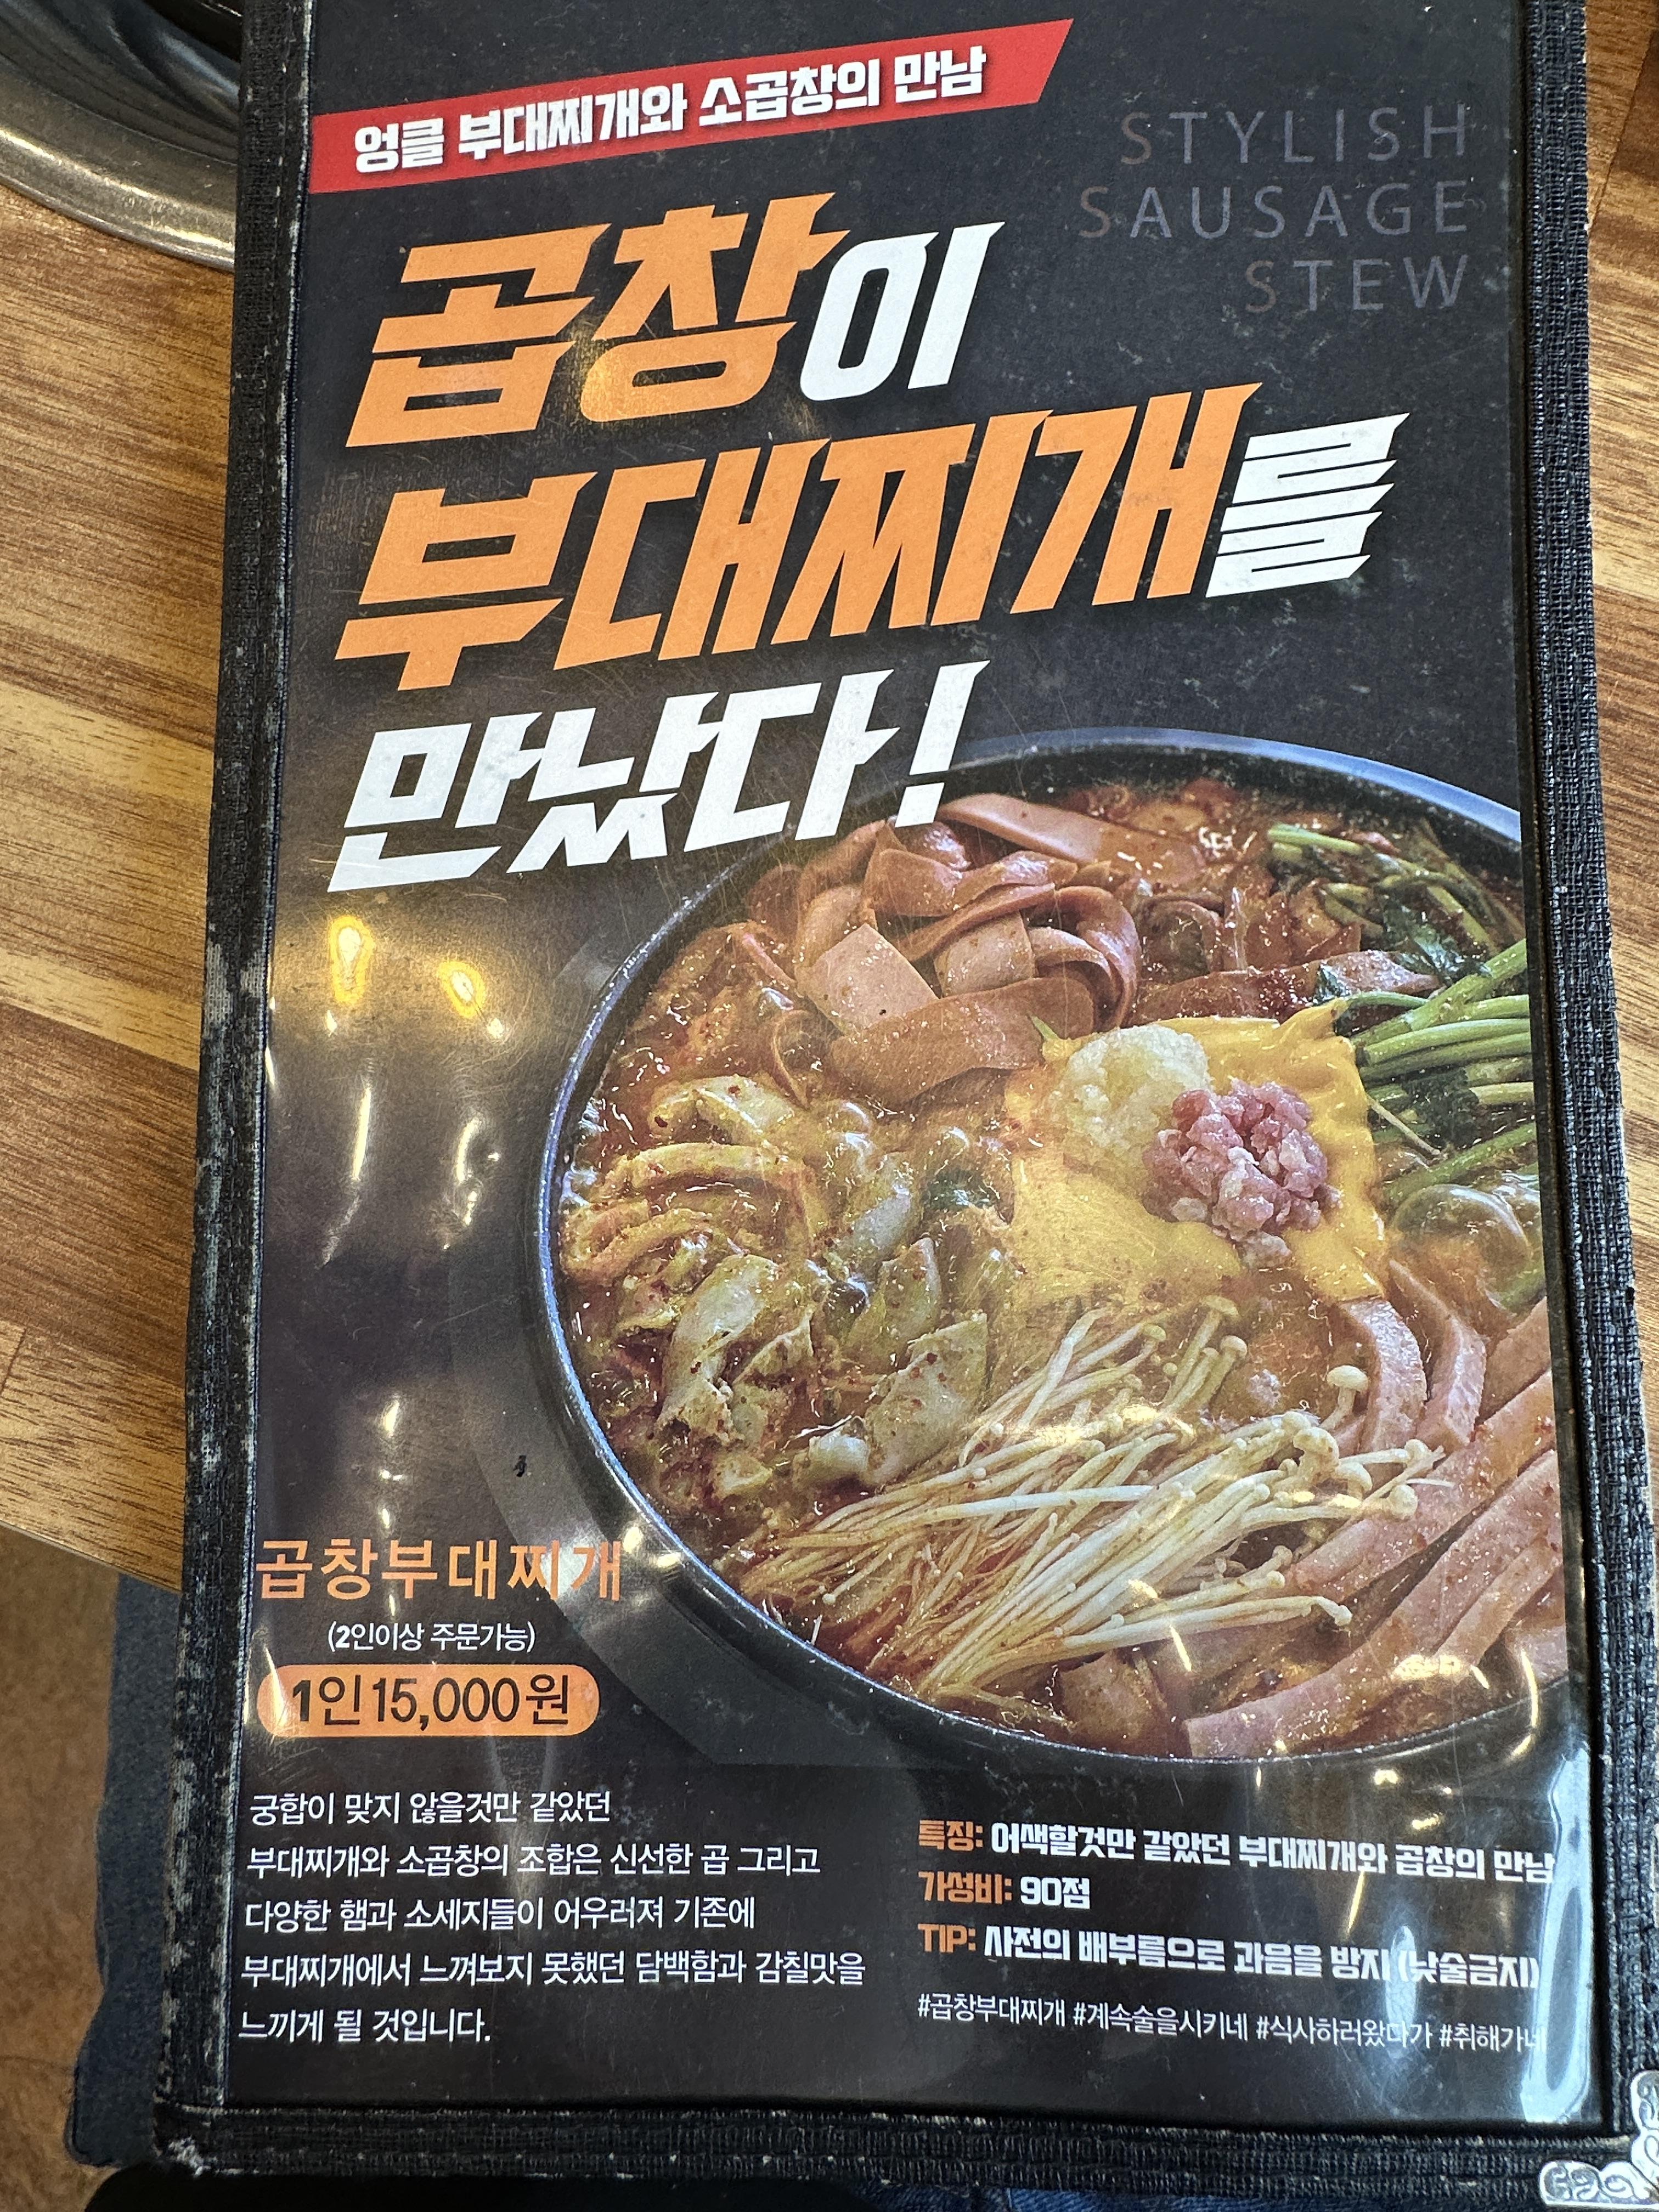 엉클 부대찌개와 소곱창의 만남
STYLISH
SAUSAGE
STEW
곱창이
부대찌개를
만났다!
곱창부대찌개
(2인이상 주문가능)
1인 15,000원
궁합이 맞지 않을것만 같았던
부대찌개와 소곱창의 조합은 신선한 곱 그리고
다양한 햄과 소세지들이 어우러져 기존에
부대찌개에서 느껴보지 못했던 담백함과 감칠맛을
느끼게 될 것입니다.
특징: 어색할것만 같았던 부대찌개와 곱창의 만남
가성비: 90점
TIP: 사전의 배부름으로 과음을 방지 (낮술금지)
#곱창부대찌개 #계속술을시키네 #식사하러왔다가 #취해가네